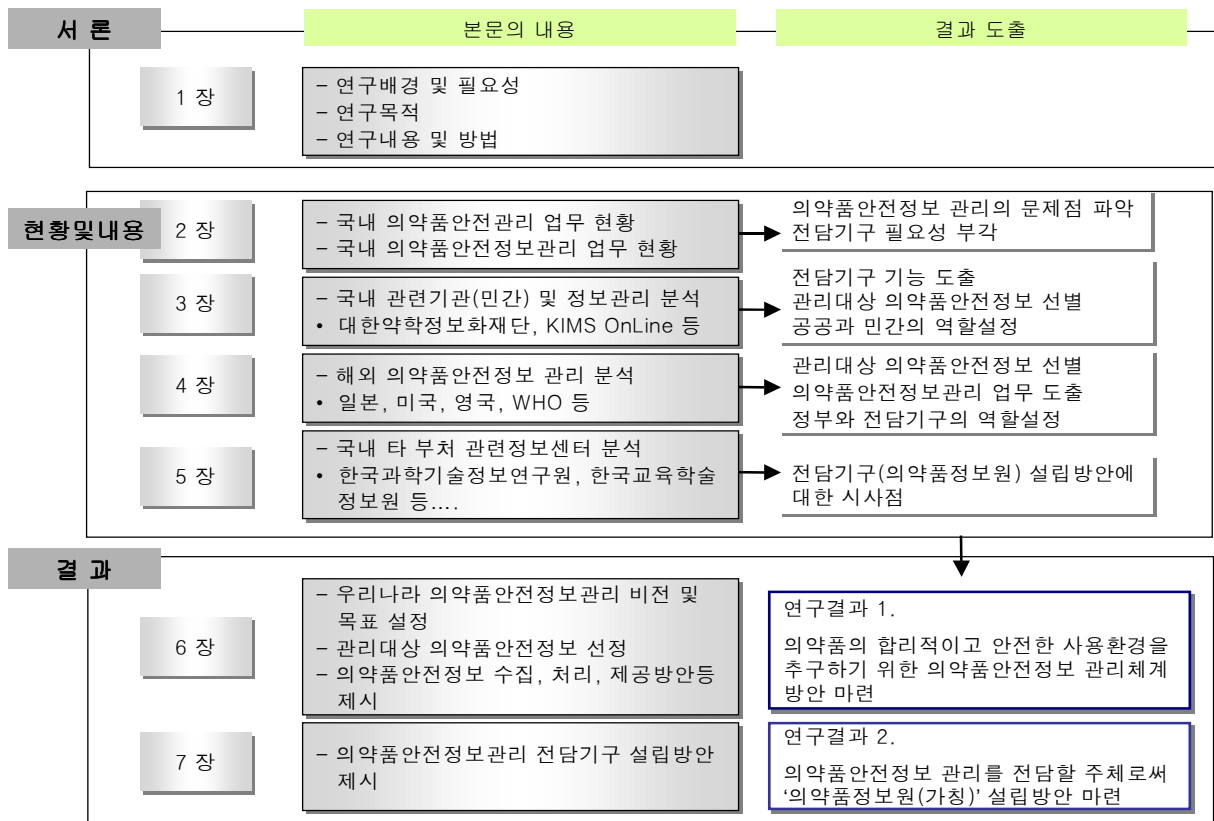 서 론
본문의 내용
결과 도출
1 장
– 연구배경 및 필요성
– 연구목적
– 연구내용 및 방법
현황및내용
2 장
– 국내 의약품안전관리 업무 현황
– 국내 의약품안전정보관리 업무 현황
의약품안전정보 관리의 문제점 파악
전담기구 필요성 부각
3 장
– 국내 관련기관(민간) 및 정보관리 분석
• 대한약학정보화재단, KIMS OnLine 등
전담기구 기능 도출
관리대상 의약품안전정보 선별
공공과 민간의 역할설정
4 장
– 해외 의약품안전정보 관리 분석
• 일본, 미국, 영국, WHO 등
관리대상 의약품안전정보 선별
의약품안전정보관리 업무 도출
정부와 전담기구의 역할설정
5 장
– 국내 타 부처 관련정보센터 분석
• 한국과학기술정보연구원, 한국교육학술
정보원 등....
전담기구(의약품정보원) 설립방안에
대한 시사점
결 과
6 장
– 우리나라 의약품안전정보관리 비전 및
목표 설정
– 관리대상 의약품안전정보 선정
– 의약품안전정보 수집, 처리, 제공방안등
제시
연구결과 1.
의약품의 합리적이고 안전한 사용환경을
추구하기 위한 의약품안전정보 관리체계
방안 마련
7 장
– 의약품안전정보관리 전담기구 설립방안
제시
연구결과 2.
의약품안전정보 관리를 전담할 주체로써
‘의약품정보원(가칭)’ 설립방안 마련